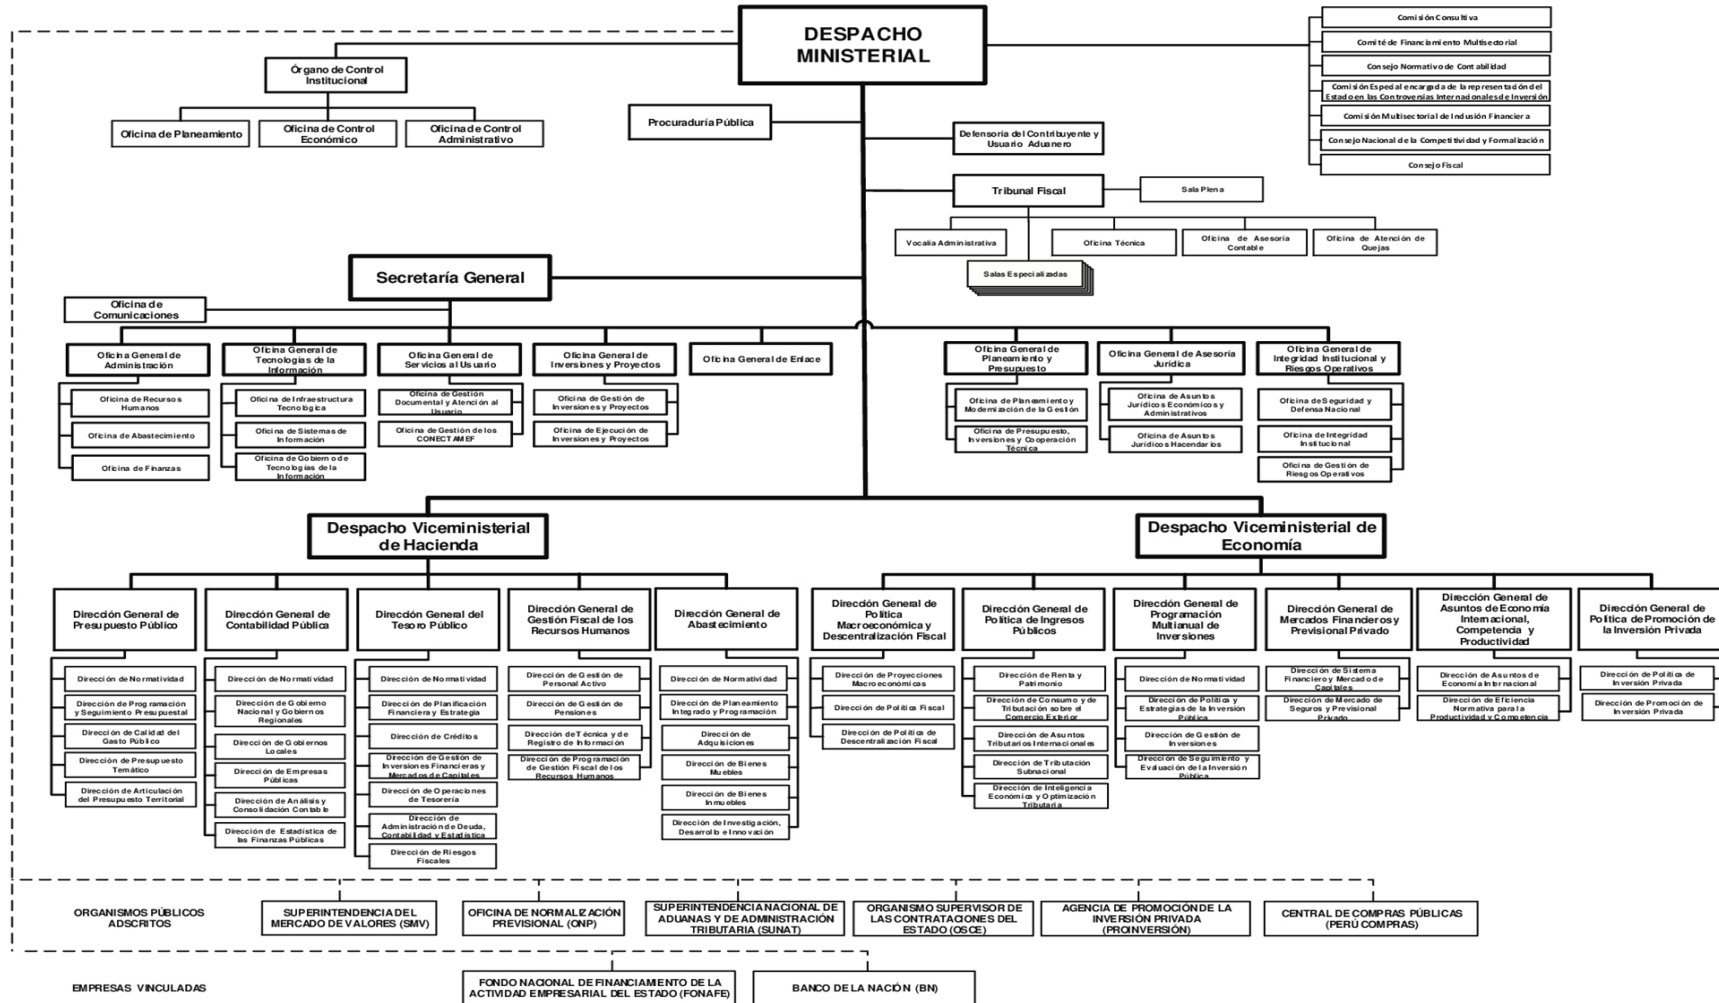 DESPACHO
MINISTERIAL
Comisión Consultiva
Comité de Financiamiento Multisectorial
Consejo Normativo de Contabilidad
Comisión Especial encargada de la representación del
Estado en las Controversias Internacionales de Inversión
Comisión Multisectorial de Inclusión Financiera
Consejo Nacional de la Competitividad y Formalización
Consejo Fiscal
Órgano de Control
Institucional
Oficina de Planeamiento
Oficina de Control
Económico
Oficina de Control
Administrativo
Procuraduría Pública
Defensoría del Contribuyente y
Usuario Aduanero
Tribunal Fiscal
Sala Plena
Vocalía Administrativa
Oficina Técnica
Oficina de Asesoría
Contable
Oficina de Atención de
Quejas
Salas Especializadas
Secretaría General
Oficina de
Comunicaciones
Oficina General de
Administración
Oficina General de
Tecnologías de la
Información
Oficina General de
Servicios al Usuario
Oficina General de
Inversiones y Proyectos
Oficina General de Enlace
Oficina General de
Planeamiento y
Presupuesto
Oficina General de Asesoría
Jurídica
Oficina General de
Integridad Institucional y
Riesgos Operativos
Oficina de Recursos
Humanos
Oficina de Abastecimiento
Oficina de Finanzas
Oficina de Infraestructura
Tecnológica
Oficina de Sistemas de
Información
Oficina de Gobierno de
Tecnologías de la
Información
Oficina de Gestión
Documental y Atención al
Usuario
Oficina de Gestión de los
CONECTAMEF
Oficina de Gestión de
Inversiones y Proyectos
Oficina de Ejecución de
Inversiones y Proyectos
Oficina de Planeamiento y
Modernización de la Gestión
Oficina de Presupuesto,
Inversiones y Cooperación
Técnica
Oficina de Asuntos
Jurídicos Económicos y
Administrativos
Oficina de Asuntos
Jurídicos Hacendarios
Oficina de Seguridad y
Defensa Nacional
Oficina de Integridad
Institucional
Oficina de Gestión de
Riesgos Operativos
Despacho Viceministerial
de Hacienda
Despacho Viceministerial de
Economía
Dirección General de
Presupuesto Público
Dirección General de
Contabilidad Pública
Dirección General del
Tesoro Público
Dirección General de
Gestión Fiscal de los
Recursos Humanos
Dirección General de
Abastecimiento
Dirección General de
Política
Macroeconómica y
Descentralización Fiscal
Dirección General de
Política de Ingresos
Públicos
Dirección General de
Programación
Multianual de
Inversiones
Dirección General de
Mercados Financieros y
Previsional Privado
Dirección General de
Asuntos de Economía
Internacional,
Competencia y
Productividad
Dirección General de
Política de Promoción de
la Inversión Privada
Dirección de Normatividad
Dirección de Programación
y Seguimiento Presupuestal
Dirección de Calidad del
Gasto Público
Dirección de Presupuesto
Temático
Dirección de Articulación
del Presupuesto Territorial
Dirección de Normatividad
Dirección de Gobierno
Nacional y Gobiernos
Regionales
Dirección de Gobiernos
Locales
Dirección de Empresas
Públicas
Dirección de Análisis y
Consolidación Contable
Dirección de Estadística de
las Finanzas Públicas
Dirección de Normatividad
Dirección de Planificación
Financiera y Estrategia
Dirección de Créditos
Dirección de Gestión de
Inversiones Financieras y
Mercados de Capitales
Dirección de Operaciones
de Tesorería
Dirección de
Administración de Deuda,
Contabilidad y Estadística
Dirección de Riesgos
Fiscales
Dirección de Gestión de
Personal Activo
Dirección de Gestión de
Pensiones
Dirección de Técnica y de
Registro de Información
Dirección de Programación
de Gestión Fiscal de los
Recursos Humanos
Dirección de Normatividad
Dirección de Planeamiento
Integrado y Programación
Dirección de
Adquisiciones
Dirección de Bienes
Muebles
Dirección de Bienes
Inmuebles
Dirección de Investigación,
Desarrollo e Innovación
Dirección de Proyecciones
Macroeconómicas
Dirección de Política Fiscal
Dirección de Política de
Descentralización Fiscal
Dirección de Renta y
Patrimonio
Dirección de Consumo y de
Tributación sobre el
Comercio Exterior
Dirección de Asuntos
Tributarios Internacionales
Dirección de Tributación
Subnacional
Dirección de Inteligencia
Económica y Optimización
Tributaria
Dirección de Normatividad
Dirección de Política y
Estrategias de la Inversión
Pública
Dirección de Gestión de
Inversiones
Dirección de Seguimiento y
Evaluación de la Inversión
Pública
Dirección de Sistema
Financiero y Mercado de
Capitales
Dirección de Mercado de
Seguros y Previsional
Privado
Dirección de Asuntos de
Economía Internacional
Dirección de Eficiencia
Normativa para la
Productividad y Competencia
Dirección de Política de
Inversión Privada
Dirección de Promoción de
Inversión Privada
ORGANISMOS PÚBLICOS
ADSCRITOS
SUPERINTENDENCIA DEL
MERCADO DE VALORES (SMV)
OFICINA DE NORMALIZACIÓN
PREVISIONAL (ONP)
SUPERINTENDENCIA NACIONAL DE
ADUANAS Y DE ADMINISTRACIÓN
TRIBUTARIA (SUNAT)
ORGANISMO SUPERVISOR DE
LAS CONTRATACIONES DEL
ESTADO (OSCE)
AGENCIA DE PROMOCIÓN DE LA
INVERSIÓN PRIVADA
(PROINVERSIÓN)
CENTRAL DE COMPRAS PÚBLICAS
(PERÚ COMPRAS)
EMPRESAS VINCULADAS
FONDO NACIONAL DE FINANCIAMIENTO DE LA
ACTIVIDAD EMPRESARIAL DEL ESTADO (FONAFE)
BANCO DE LA NACIÓN (BN)